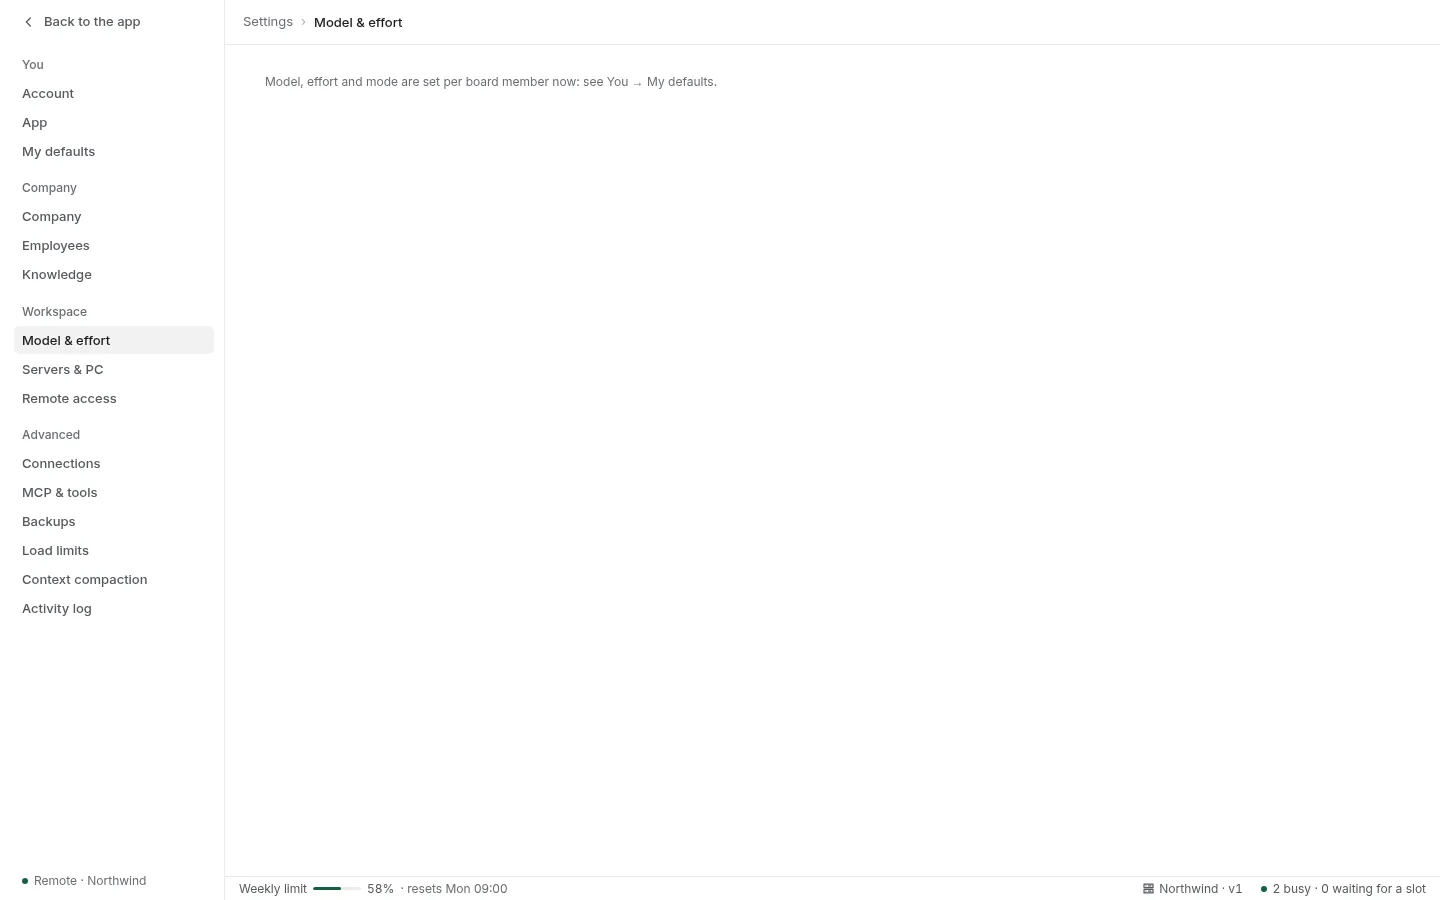 Back to the app
Settings › Model & effort
You
Account
App
My defaults
Company
Company
Employees
Knowledge
Workspace
Model & effort
Servers & PC
Remote access
Advanced
Connections
MCP & tools
Backups
Load limits
Context compaction
Activity log
Remote · Northwind
Model, effort and mode are set per board member now: see You → My defaults.
Weekly limit 58% · resets Mon 09:00
Northwind · v1
2 busy · 0 waiting for a slot